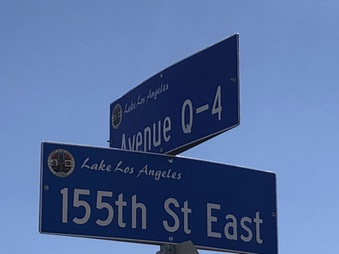 Lake Los Angeles
Avenue Q-4
Lake Los Angeles
155th St East